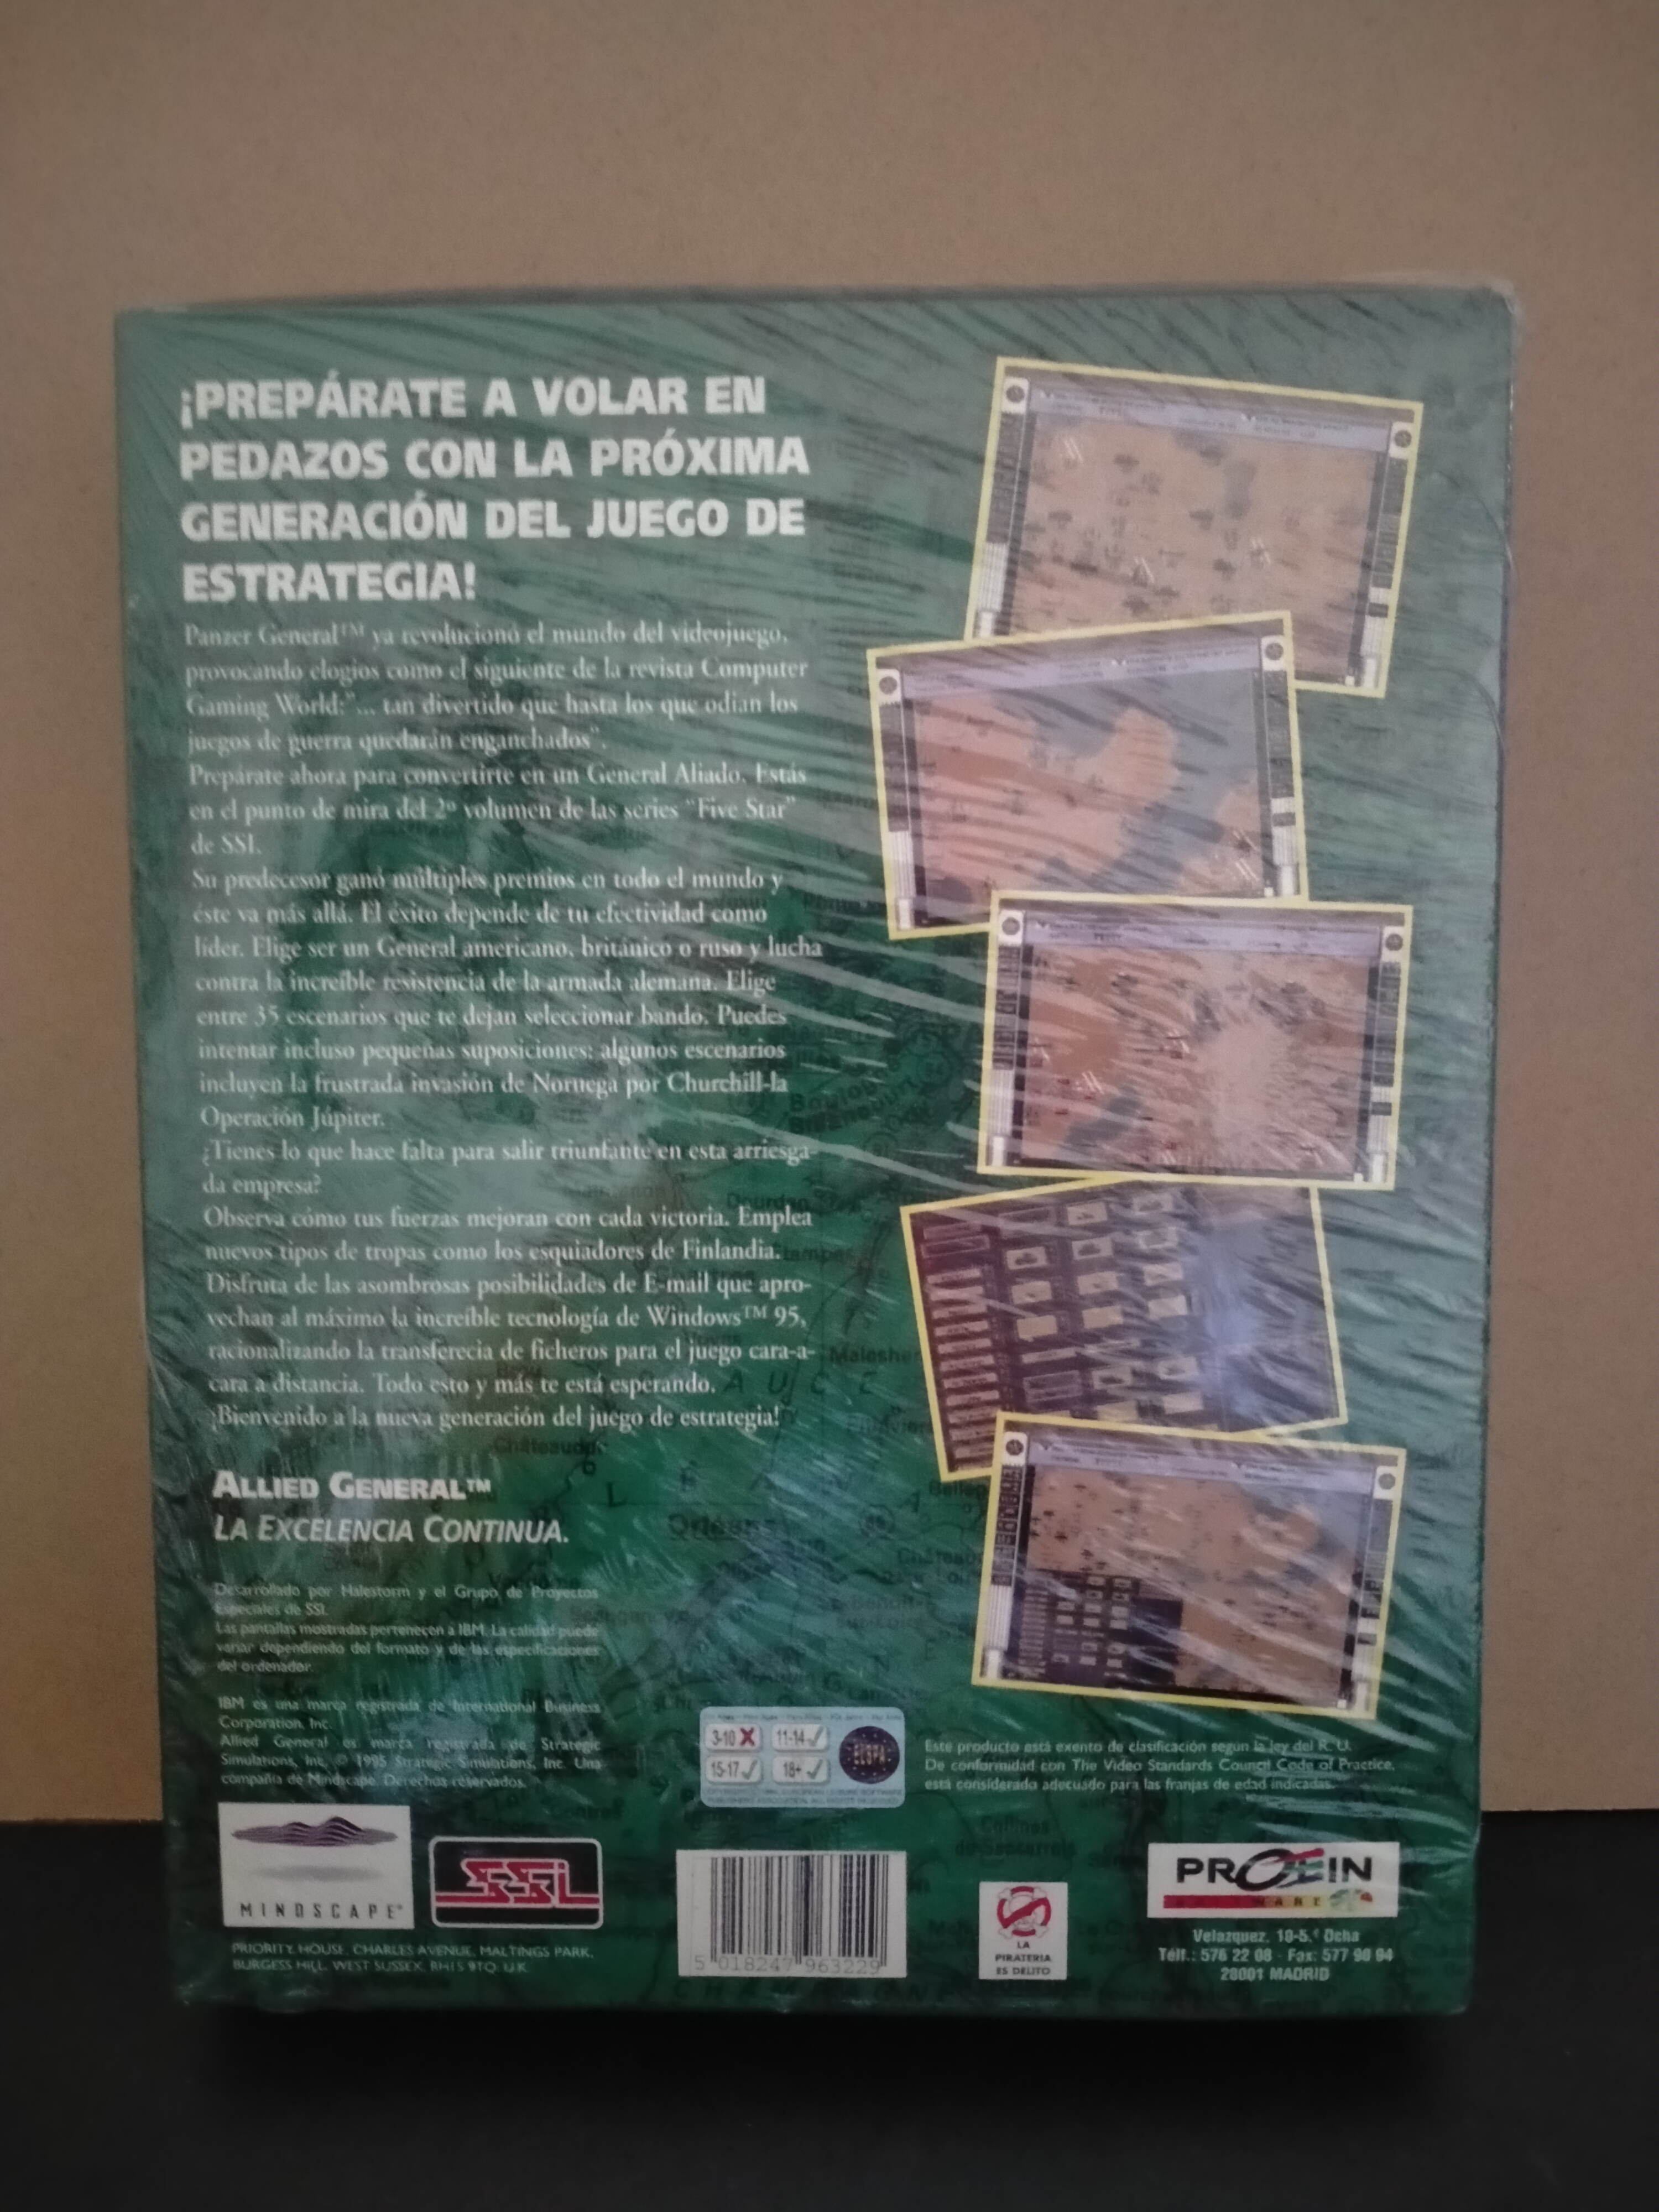 ¡PREPÁRATE A VOLAR EN
PEDAZOS CON LA PRÓXIMA
GENERACIÓN DEL JUEGO DE
ESTRATEGIA!
Panzer General™ ya revolucionó el mundo del videojuego,
provocando elogios como el siguiente de la revista Computer
Gaming World:"... tan divertido que hasta los que odian los
juegos de guerra quedarán enganchados".
Prepárate ahora para convertirte en un General Aliado. Estás
en el punto de mira del 2º volumen de las series "Five Star"
de SSI.
Su predecesor ganó múltiples premios en todo el mundo y
éste va más allá. El éxito depende de tu efectividad como
líder. Elige ser un General americano, británico o ruso y lucha
contra la increíble resistencia de la armada alemana. Elige
entre 35 escenarios que te dejan seleccionar bando. Puedes
intentar incluso pequeñas suposiciones: algunos escenarios
incluyen la frustrada invasión de Noruega por Churchill-la
Operación Júpiter.
¿Tienes lo que hace falta para salir triunfante en esta arriesga-
da empresa?
Observa cómo tus fuerzas mejoran con cada victoria. Emplea
nuevos tipos de tropas como los esquiadores de Finlandia.
Disfruta de las asombrosas posibilidades de E-mail que apro-
vechan al máximo la increíble tecnología de Windows™ 95,
racionalizando la transferecia de ficheros para el juego cara-a-
cara a distancia. Todo esto y más te está esperando.
¡Bienvenido a la nueva generación del juego de estrategia!
ALLIED GENERAL™
LA EXCELENCIA CONTINUA.
Desarrollado por Halestorm y el Grupo de Proyectos
Especiales de SSI.
Las pantallas mostradas pertenecen a IBM. La calidad puede
variar dependiendo del formato y de las especificaciones
del ordenador.
IBM es una marca registrada de International Business
Corporation, Inc.
Allied General es marca registrada de Strategic
Simulations, Inc. © 1995 Strategic Simulations, Inc. Una
compañía de Mindscape. Derechos reservados.
3-10 11-14
15-17 18+
ELSPA
Este producto está exento de clasificación segun la ley del R. U.
De conformidad con The Video Standards Council Code of Practice,
está considerado adecuado para las franjas de edad indicadas.
MINDSCAPE
SSI
PRIORITY HOUSE, CHARLES AVENUE, MALTINGS PARK,
BURGESS HILL, WEST SUSSEX, RH15 9TQ. U.K.
5 018247 963229
LA
PIRATERIA
ES DELITO
PROEIN
Velazquez, 10-5.º Dcha
Télf.: 576 22 08 - Fax: 577 90 94
28001 MADRID
Orléans
Châteaudun